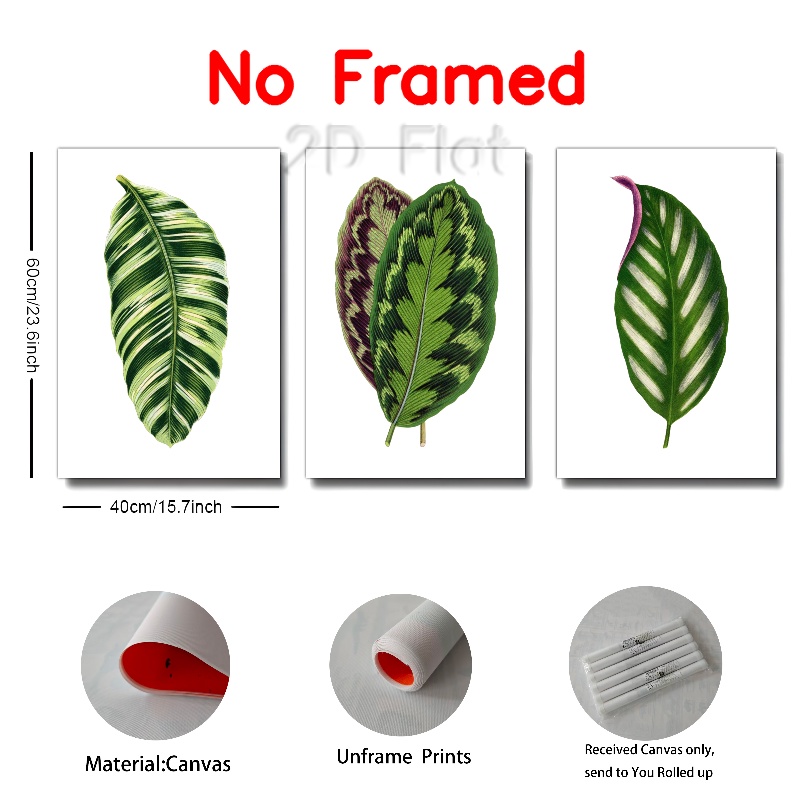 No Framed
2D Flat
60cm/23.6inch
40cm/15.7inch
Material:Canvas
Unframe Prints
Received Canvas only,
send to You Rolled up